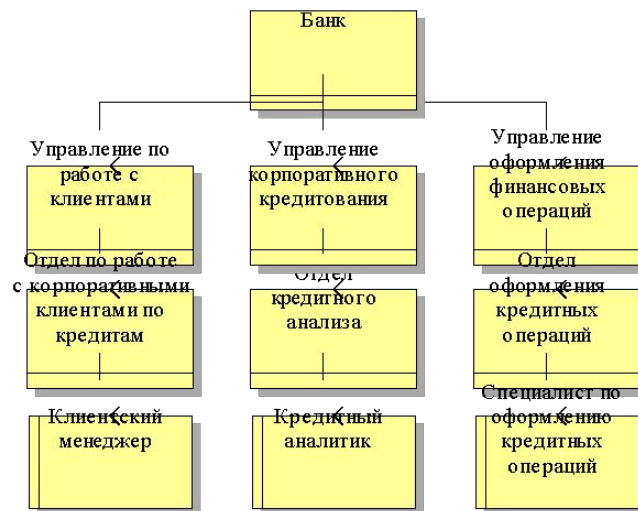 Банк
Управление по
работе с
клиентами
Управление
корпоративного
кредитования
Управление
оформления
финансовых
операций
Отдел по работе
с корпоративными
клиентами по
кредитам
Отдел
кредитного
анализа
Отдел
оформления
кредитных
операций
Клиентский
менеджер
Кредитный
аналитик
Специалист по
оформлению
кредитных
операций